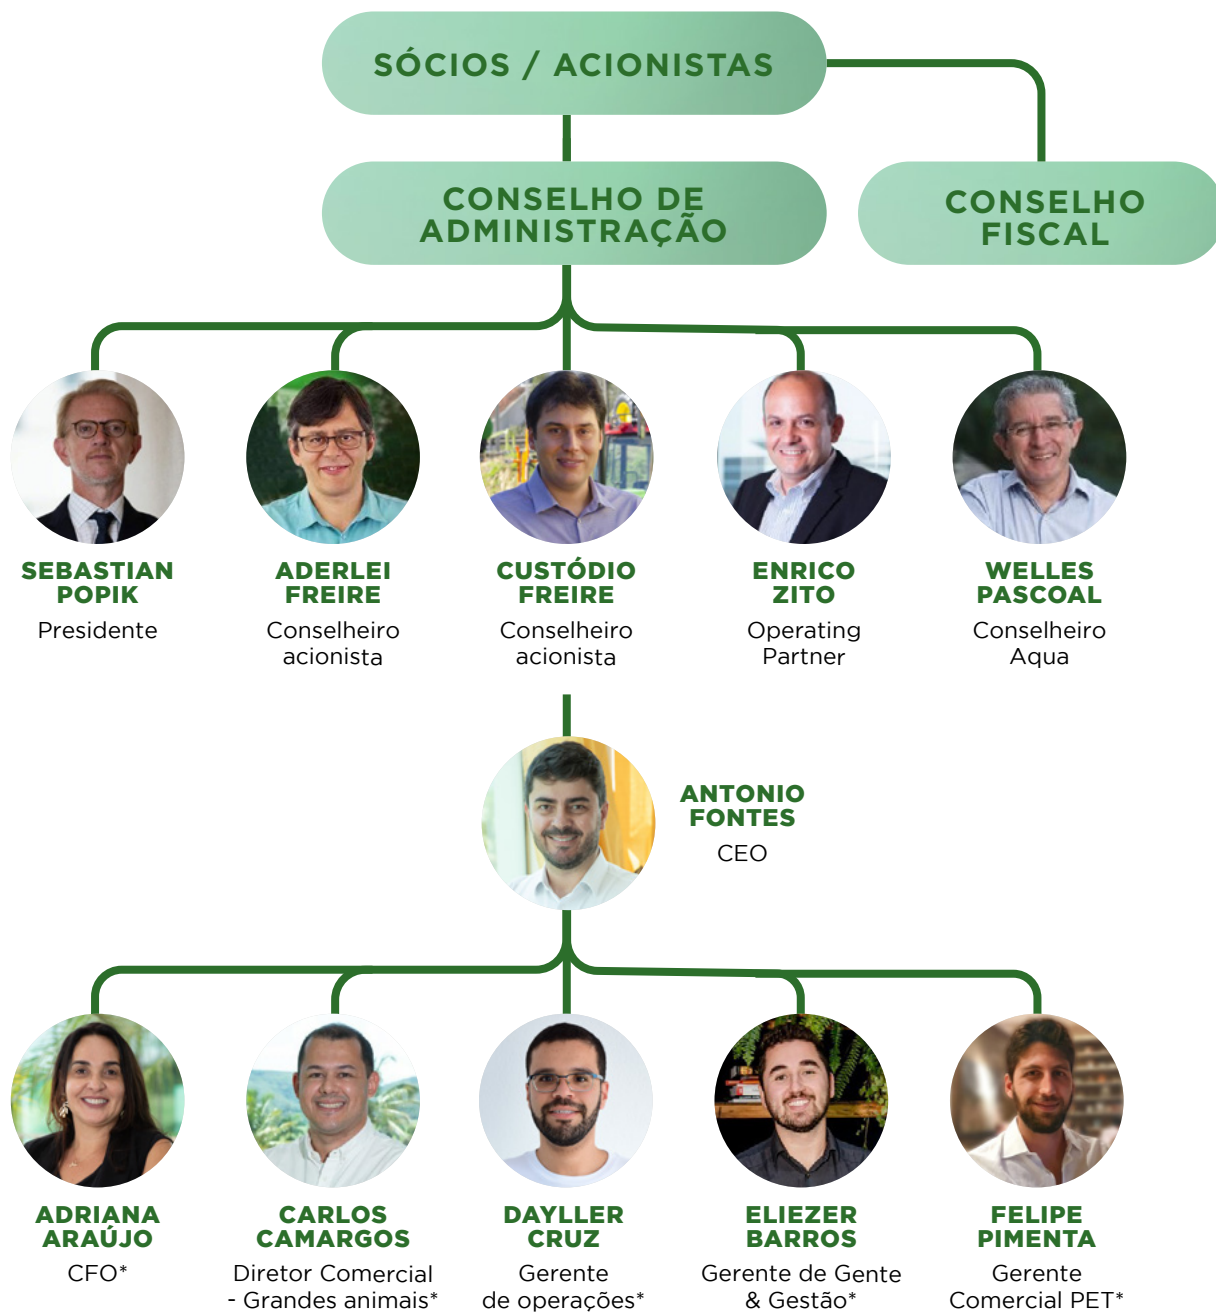 SÓCIOS / ACIONISTAS
CONSELHO DE
ADMINISTRAÇÃO
CONSELHO
FISCAL
SEBASTIAN
POPIK
Presidente
ADERLEI
FREIRE
Conselheiro
acionista
CUSTÓDIO
FREIRE
Conselheiro
acionista
ENRICO
ZITO
Operating
Partner
WELLES
PASCOAL
Conselheiro
Aqua
ANTONIO
FONTES
CEO
ADRIANA
ARAÚJO
CFO*
CARLOS
CAMARGOS
Diretor Comercial
- Grandes animais*
DAYLLER
CRUZ
Gerente
de operações*
ELIEZER
BARROS
Gerente de Gente
& Gestão*
FELIPE
PIMENTA
Gerente
Comercial PET*